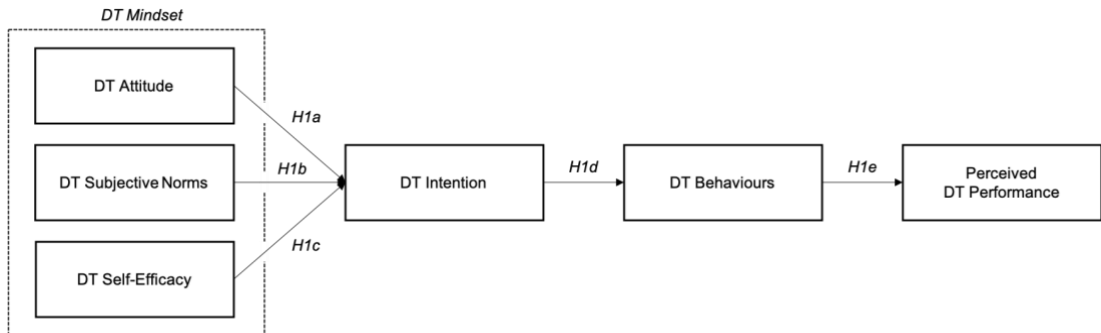 DT Mindset
DT Attitude
H1a
DT Subjective Norms
H1b
DT Intention
H1d
DT Behaviours
H1e
Perceived
DT Performance
H1c
DT Self-Efficacy